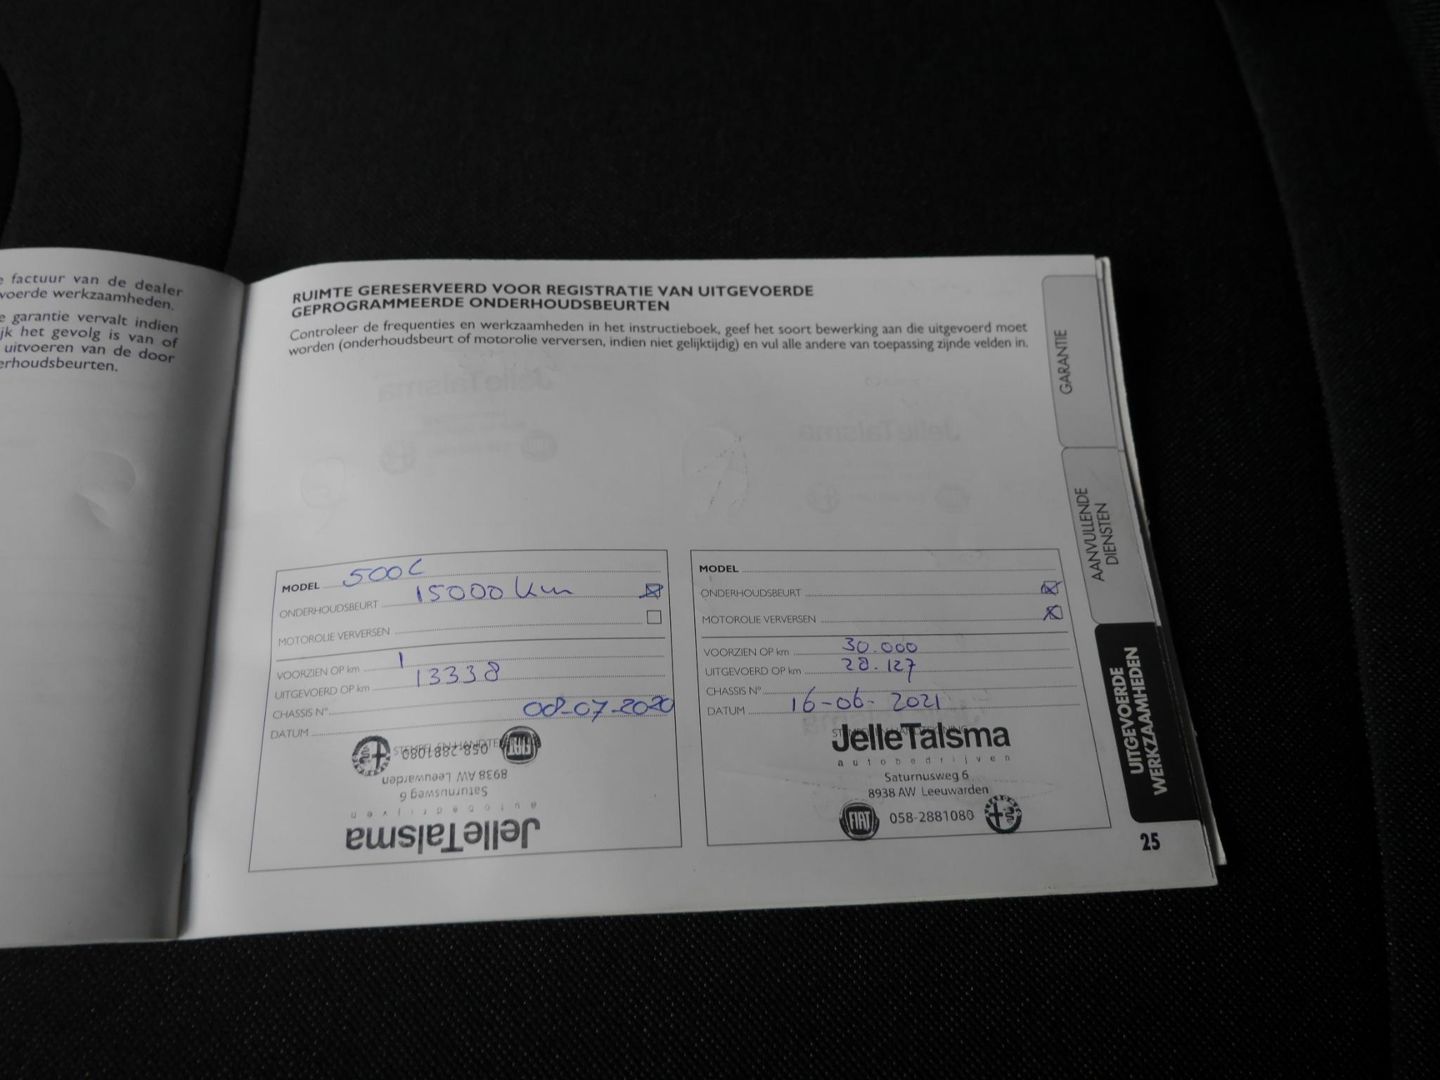 e factuur van de dealer
voerde werkzaamheden.
e garantie vervalt indien
jk het gevolg is van of
uitvoeren van de door
erhoudsbeurten.
RUIMTE GERESERVEERD VOOR REGISTRATIE VAN UITGEVOERDE
GEPROGRAMMEERDE ONDERHOUDSBEURTEN
Controleer de frequenties en werkzaamheden in het instructieboek, geef het soort bewerking aan die uitgevoerd moet
worden (onderhoudsbeurt of motorolie verversen, indien niet gelijktijdig) en vul alle andere van toepassing zijnde velden in.
MODEL 500C
ONDERHOUDSBEURT 15000 km
MOTOROLIE VERVERSEN
VOORZIEN OP km
UITGEVOERD OP km 13338
CHASSIS N°
DATUM 08-07-2020
JelleTalsma
autobedrijven
Saturnusweg 6
8938 AW Leeuwarden
FIAT 058-2881080
MODEL
ONDERHOUDSBEURT
MOTOROLIE VERVERSEN
VOORZIEN OP km 30.000
UITGEVOERD OP km 28.127
CHASSIS N°
DATUM 16-06-2021
JelleTalsma
autobedrijven
Saturnusweg 6
8938 AW Leeuwarden
FIAT 058-2881080
GARANTIE
AANVULLENDE
DIENSTEN
UITGEVOERDE
WERKZAAMHEDEN
25